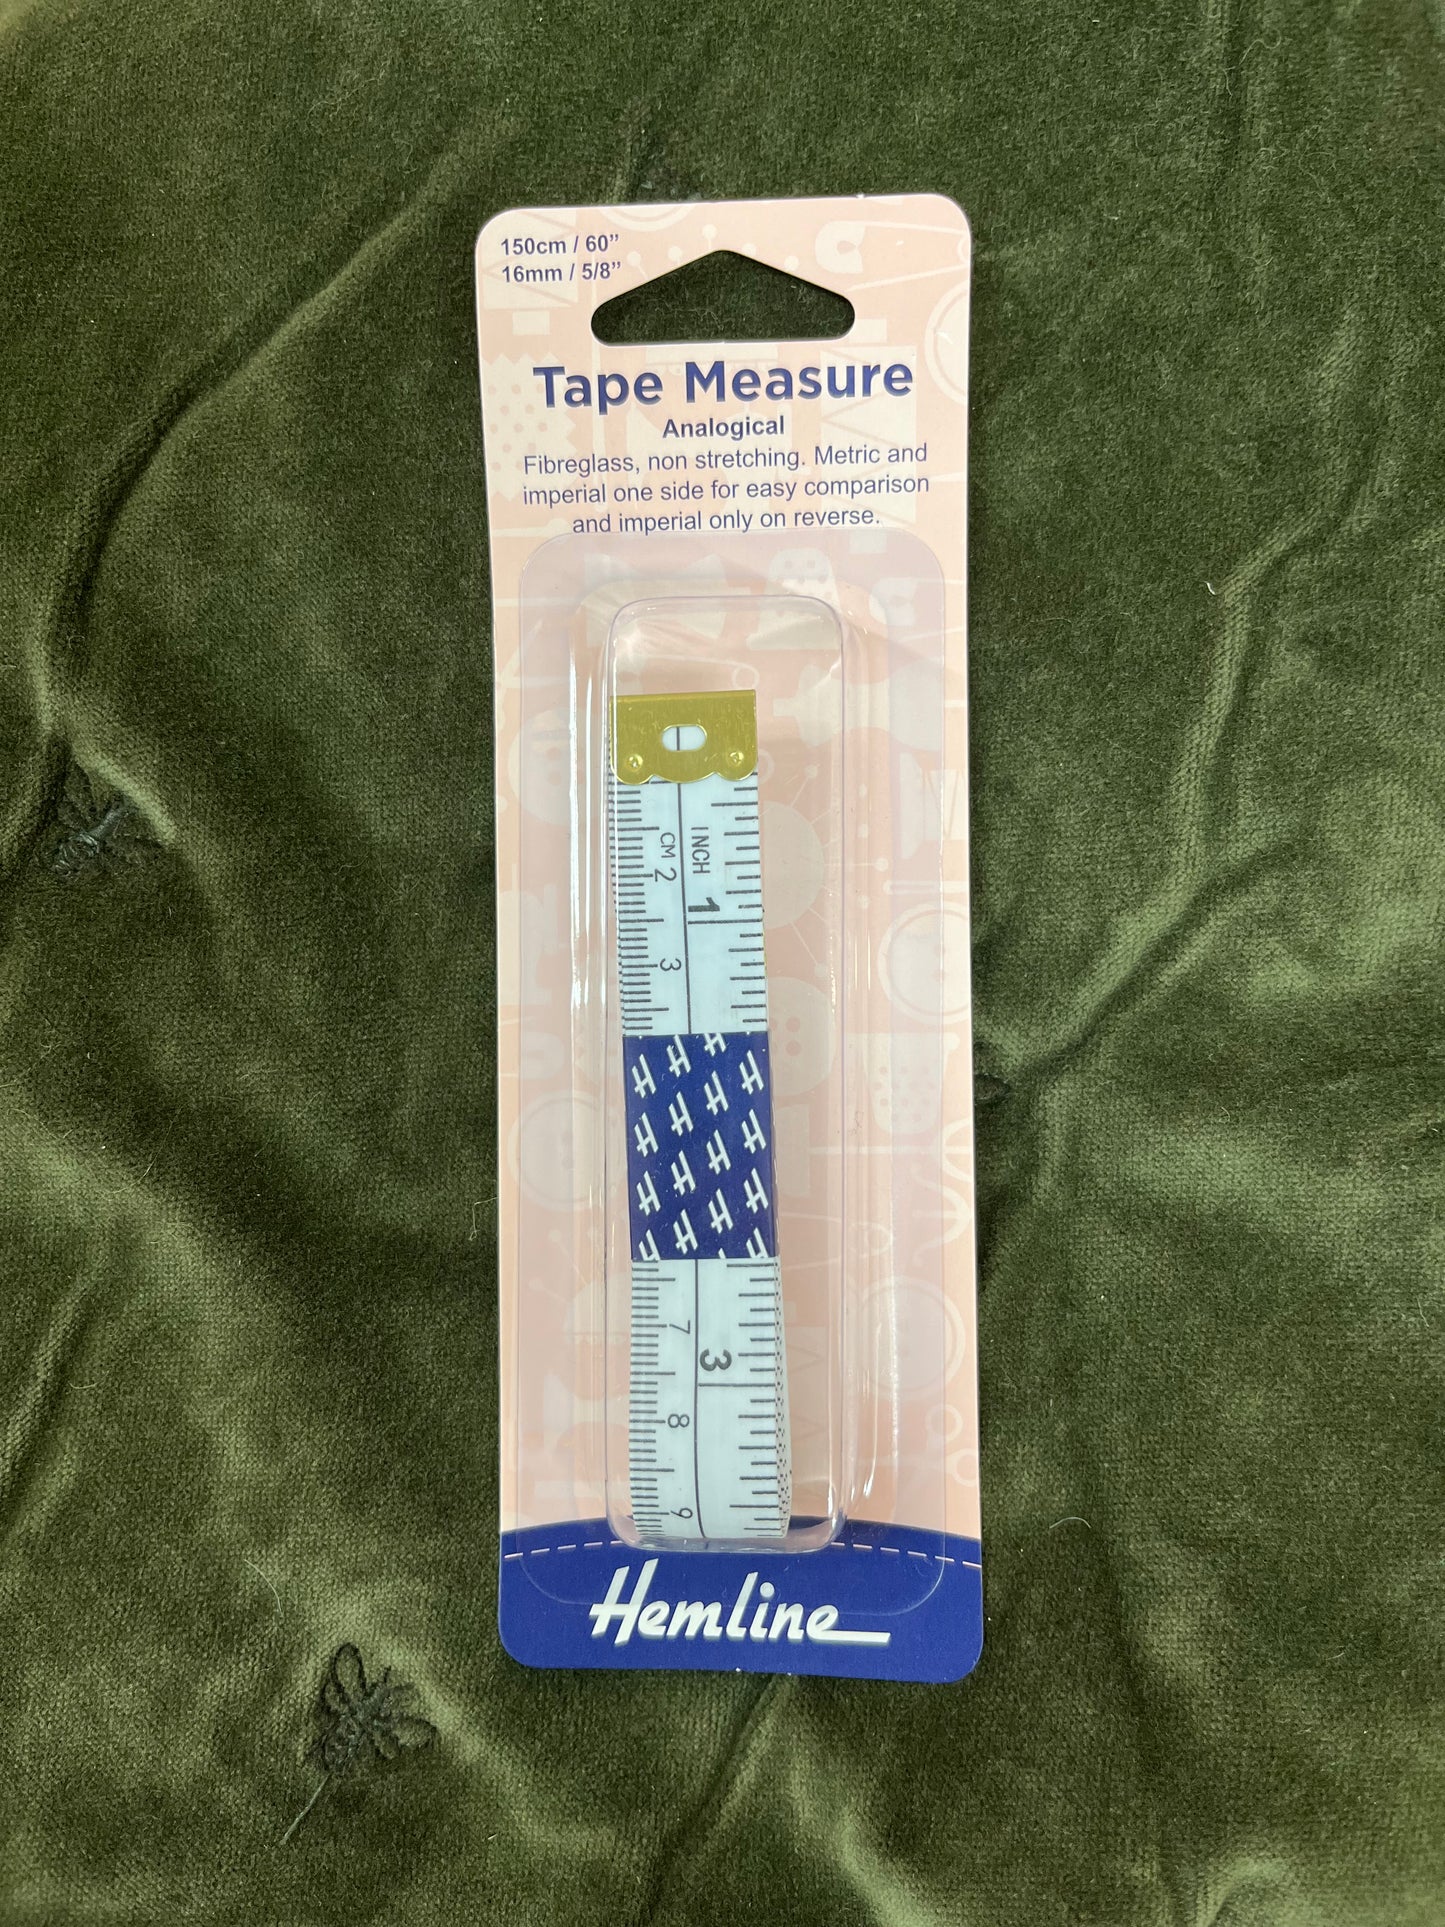 150cm / 60”
16mm / 5/8”
Tape Measure
Analogical
Fibreglass, non stretching. Metric and
imperial one side for easy comparison
and imperial only on reverse.
INCH
CM 2
1
3
H H H
H H H H
H H H H
H H H H
H H H
7
3
8
9
Hemline